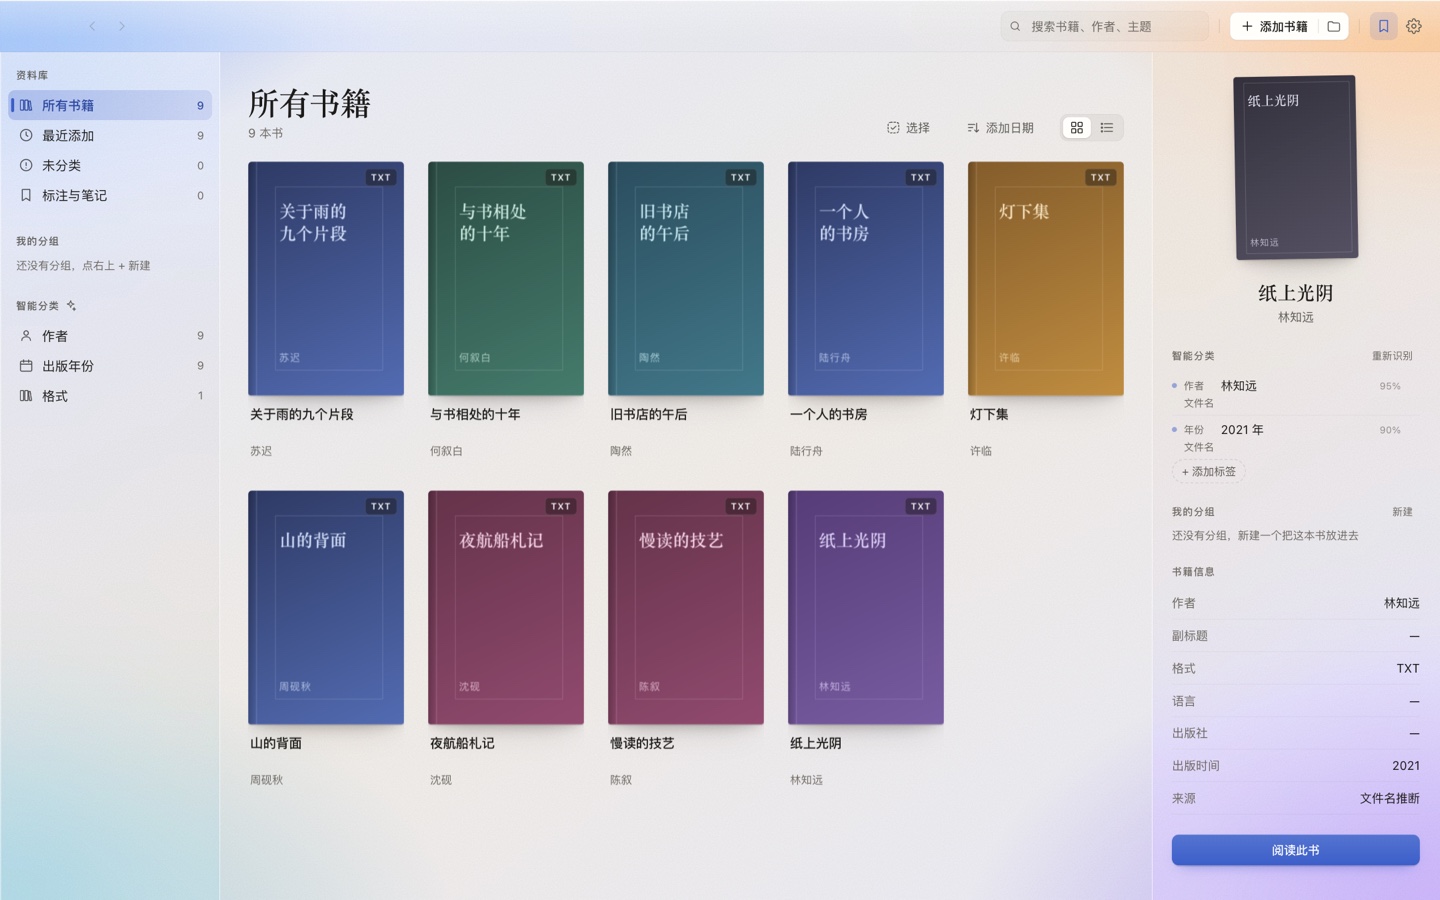 搜索书籍、作者、主题
添加书籍
资料库
所有书籍 9
最近添加 9
未分类 0
标注与笔记 0
我的分组
还没有分组，点右上 + 新建
智能分类
作者 9
出版年份 9
格式 1
所有书籍
9 本书
选择
添加日期
TXT
关于雨的
九个片段
苏迟
关于雨的九个片段
苏迟
TXT
与书相处
的十年
何叙白
与书相处的十年
何叙白
TXT
旧书店
的午后
陶然
旧书店的午后
陶然
TXT
一个人
的书房
陆行舟
一个人的书房
陆行舟
TXT
灯下集
许临
灯下集
许临
TXT
山的背面
周砚秋
山的背面
周砚秋
TXT
夜航船札记
沈砚
夜航船札记
沈砚
TXT
慢读的技艺
陈叙
慢读的技艺
陈叙
TXT
纸上光阴
林知远
纸上光阴
林知远
纸上光阴
林知远
纸上光阴
林知远
智能分类 重新识别
作者 林知远 95%
文件名
年份 2021 年 90%
文件名
+ 添加标签
我的分组 新建
还没有分组，新建一个把这本书放进去
书籍信息
作者 林知远
副标题 —
格式 TXT
语言 —
出版社 —
出版时间 2021
来源 文件名推断
阅读此书